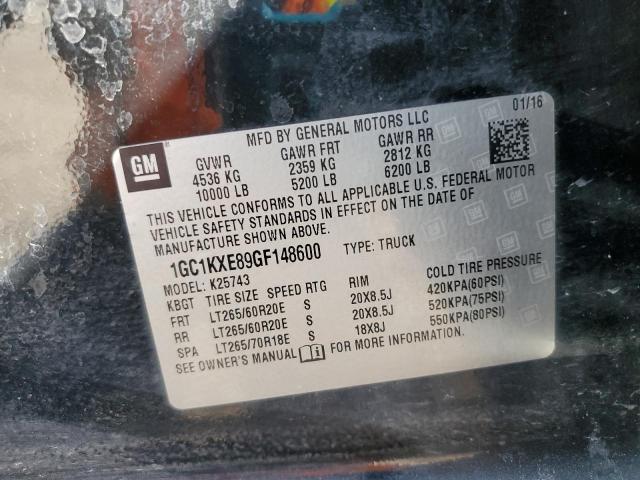 01/16
MFD BY GENERAL MOTORS LLC
GM
GVWR GAWR FRT GAWR RR
4536 KG 2359 KG 2812 KG
10000 LB 5200 LB 6200 LB
THIS VEHICLE CONFORMS TO ALL APPLICABLE U.S. FEDERAL MOTOR
VEHICLE SAFETY STANDARDS IN EFFECT ON THE DATE OF
MANUFACTURE SHOWN ABOVE.
1GC1KXE89GF148600 TYPE: TRUCK
MODEL: K25743
KBGT TIRE SIZE SPEED RTG RIM COLD TIRE PRESSURE
FRT LT265/60R20E S 20X8.5J 420KPA(60PSI)
RR LT265/60R20E S 20X8.5J 520KPA(75PSI)
SPA LT265/70R18E S 18X8J 550KPA(80PSI)
SEE OWNER'S MANUAL FOR MORE INFORMATION.